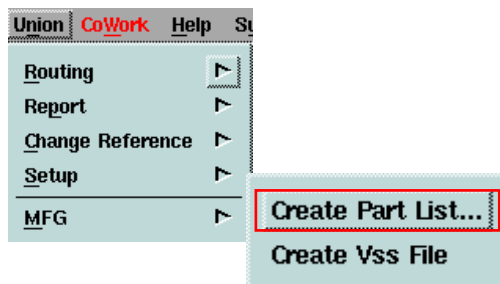 Union CoWork Help
Routing
Report
Change Reference
Setup
MFG
Create Part List...
Create Vss File